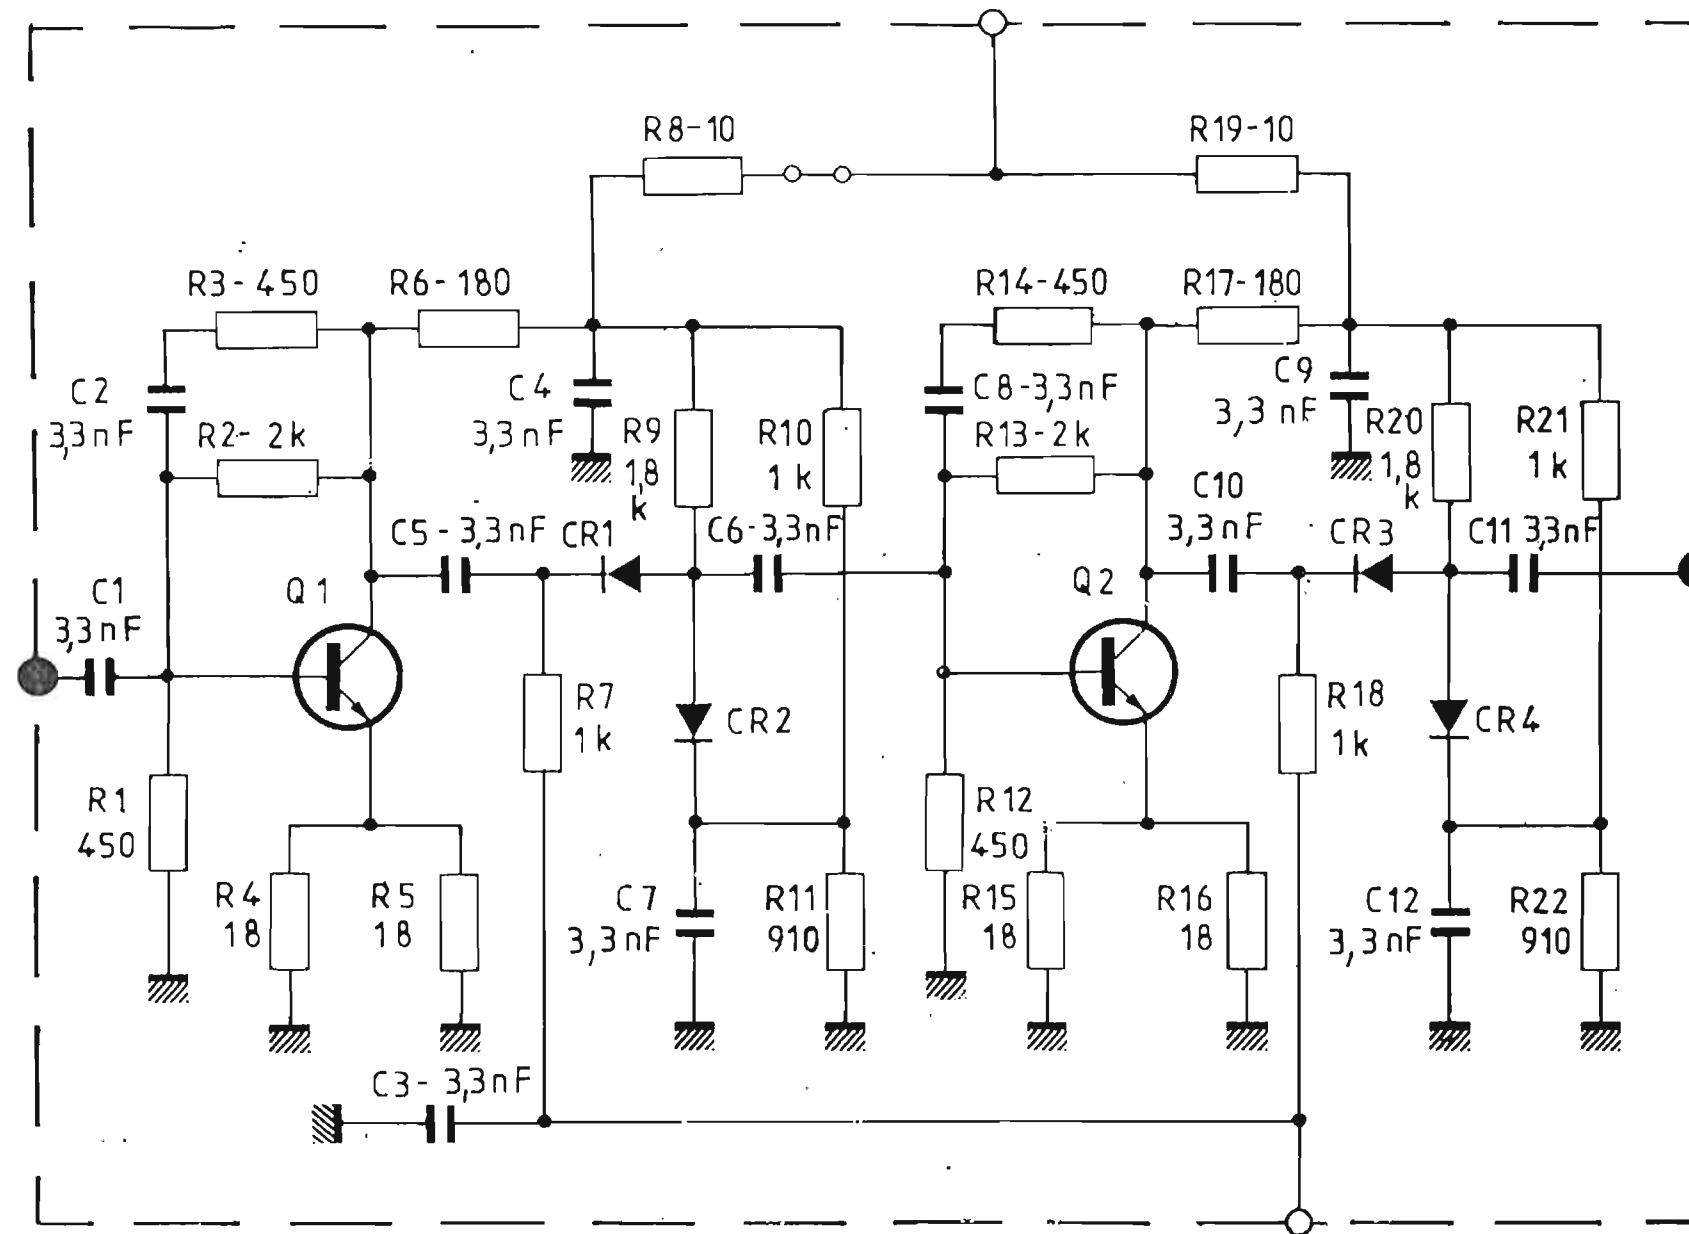 R8-10
R19-10
R3-450
R6-180
R14-450
R17-180
C2
3,3nF
R2-2k
C4
3,3nF
R9
1,8
k
R10
1k
C8-3,3nF
R13-2k
C9
3,3nF
R20
1,8
k
R21
1k
C5-3,3nF
CR1
C6-3,3nF
C10
3,3nF
CR3
C11 3,3nF
C1
3,3nF
Q1
Q2
R7
1k
CR2
R18
1k
CR4
R1
450
R12
450
R4
18
R5
18
C7
3,3nF
R11
910
R15
18
R16
18
C12
3,3nF
R22
910
C3-3,3nF